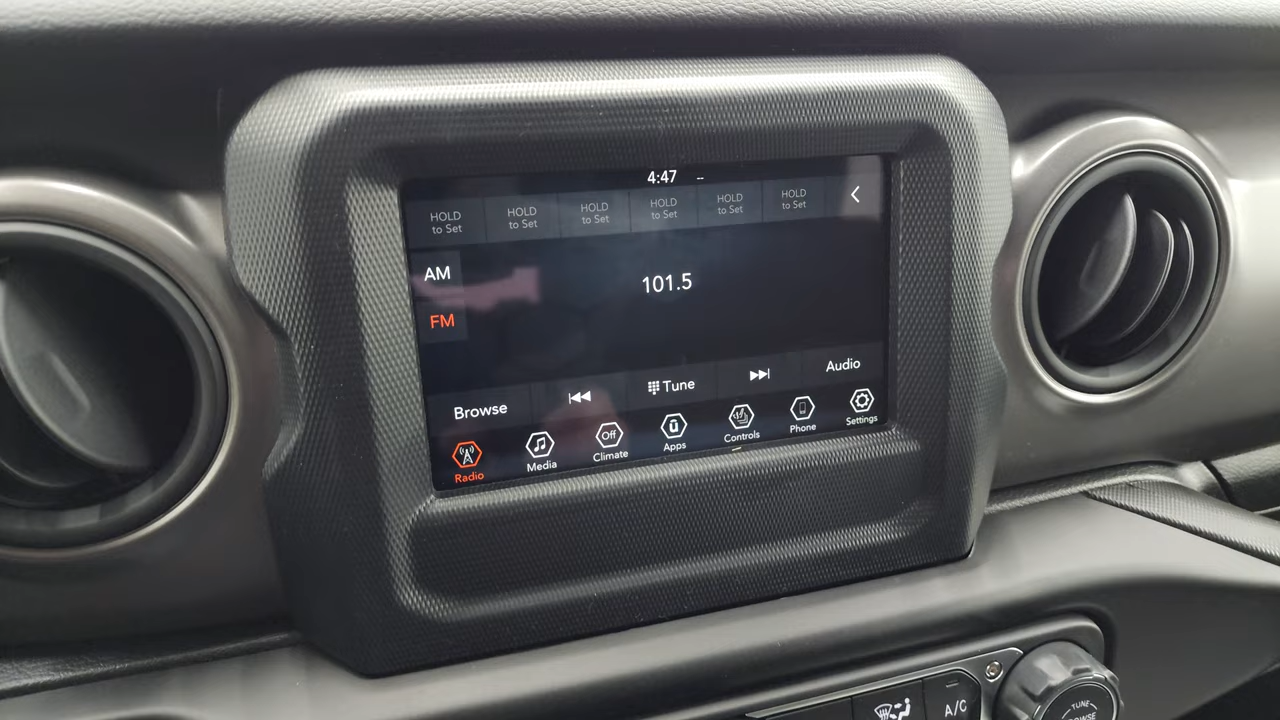 4:47 --
HOLD to Set HOLD to Set HOLD to Set HOLD to Set HOLD to Set HOLD to Set
AM
101.5
FM
Browse Tune Audio
Radio Media Off Climate Apps Controls Phone Settings
A/C
TUNE
BROWSE